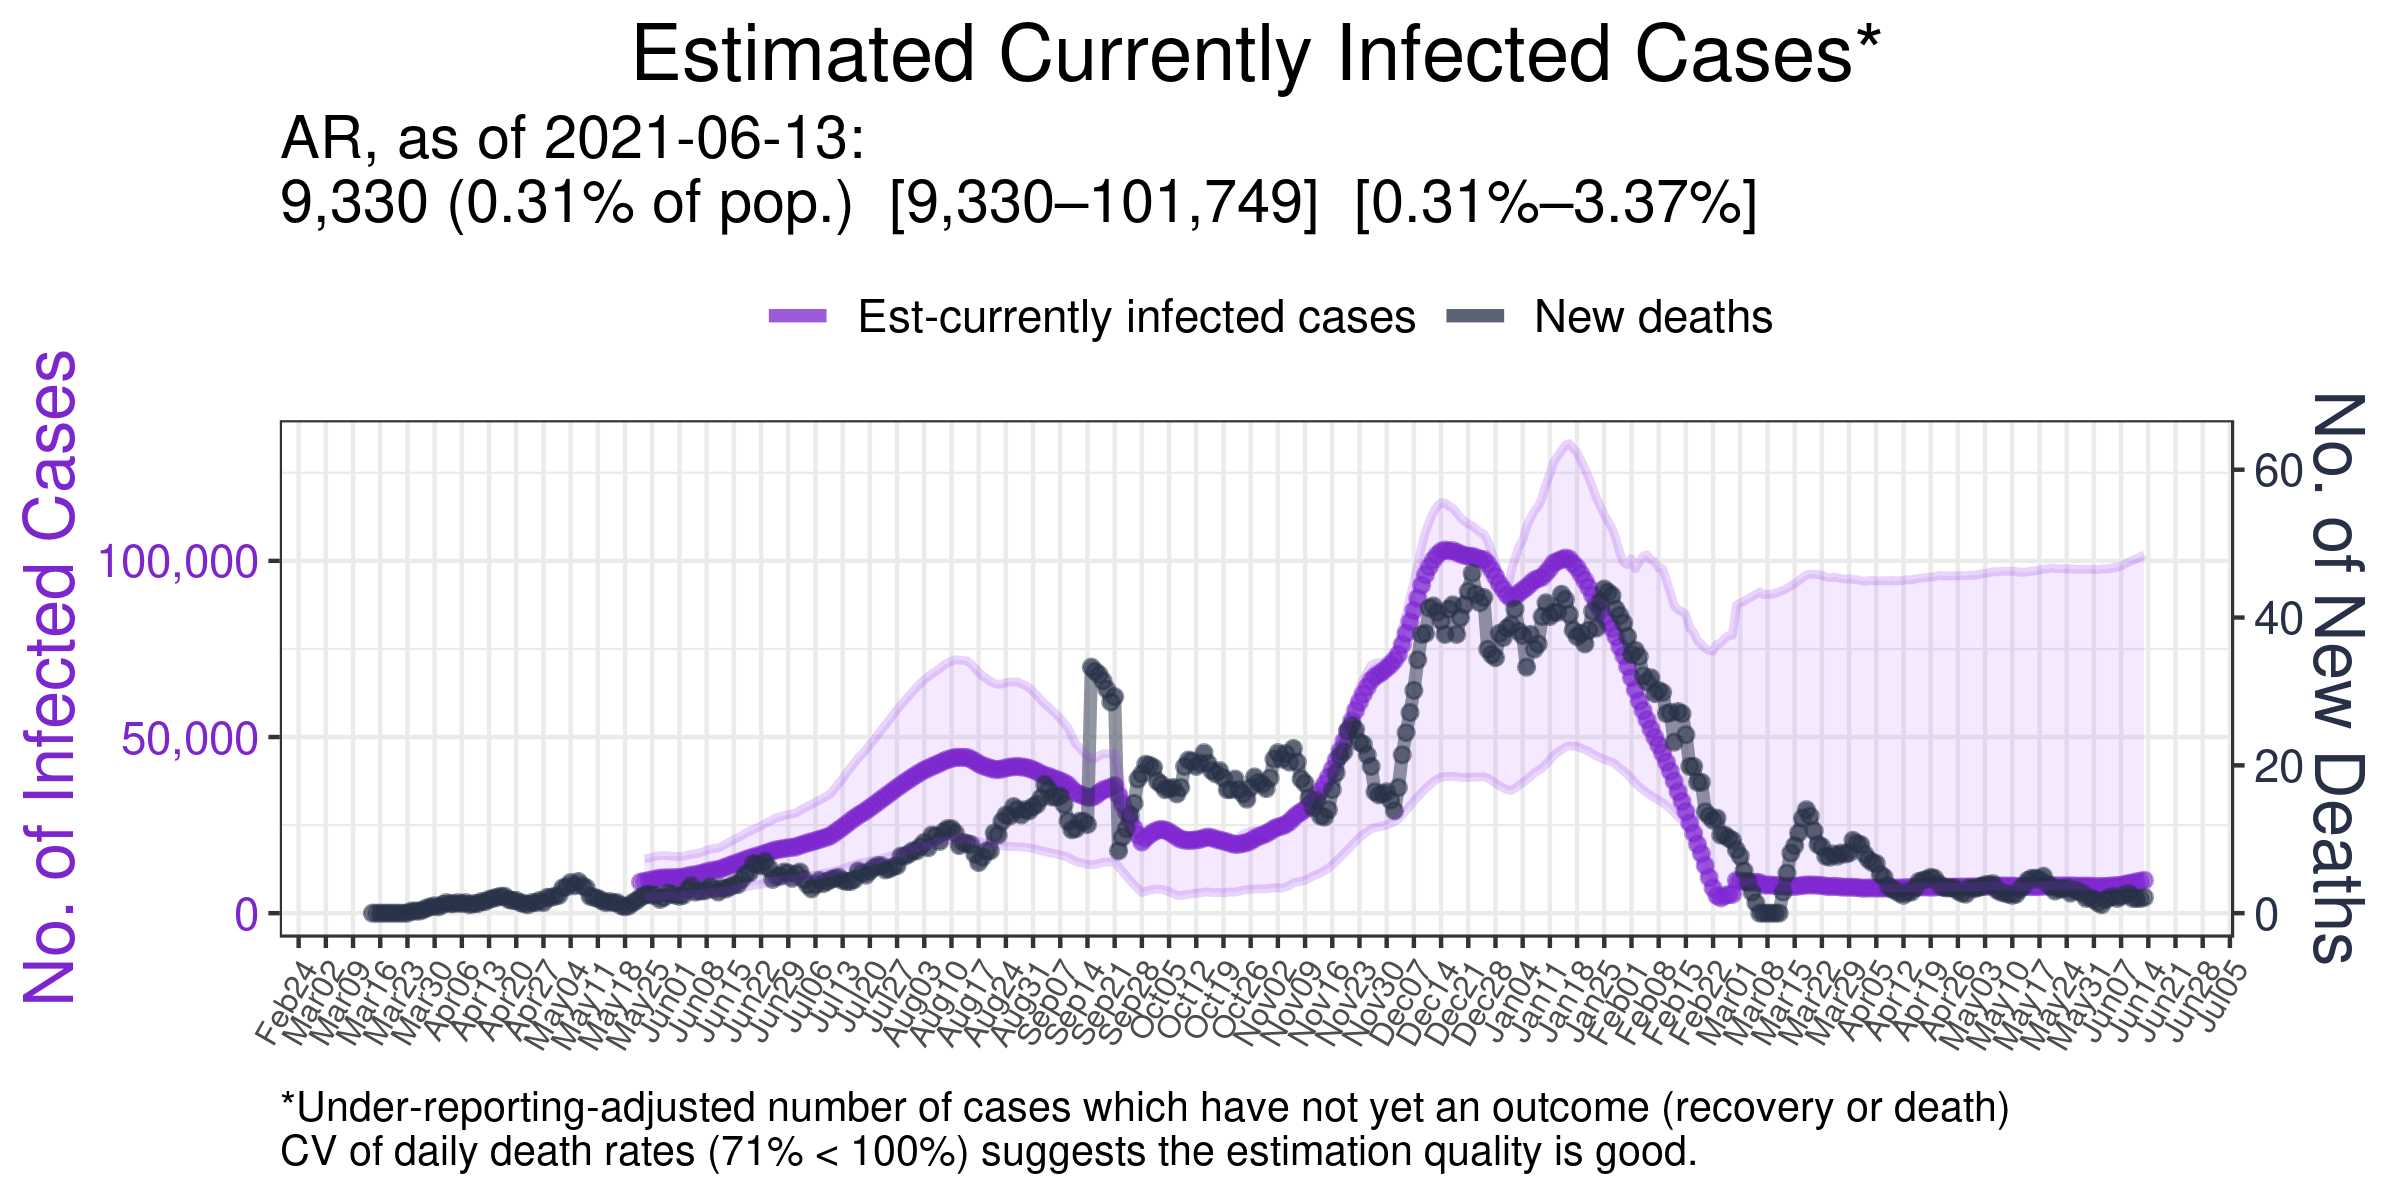 Estimated Currently Infected Cases*
AR, as of 2021-06-13:
9,330 (0.31% of pop.) [9,330–101,749] [0.31%–3.37%]
Est-currently infected cases
New deaths
No. of Infected Cases
100,000
50,000
0
60
40
20
0
No. of New Deaths
Feb24
Mar02
Mar09
Mar16
Mar23
Mar30
Apr06
Apr13
Apr20
Apr27
May04
May11
May18
May25
Jun01
Jun08
Jun15
Jun22
Jun29
Jul06
Jul13
Jul20
Jul27
Aug03
Aug10
Aug17
Aug24
Aug31
Sep07
Sep14
Sep21
Sep28
Oct05
Oct12
Oct19
Oct26
Nov02
Nov09
Nov16
Nov23
Nov30
Dec07
Dec14
Dec21
Dec28
Jan04
Jan11
Jan18
Jan25
Feb01
Feb08
Feb15
Feb22
Mar01
Mar08
Mar15
Mar22
Mar29
Apr05
Apr12
Apr19
Apr26
May03
May10
May17
May24
May31
Jun07
Jun14
Jun21
Jun28
Jul05
*Under-reporting-adjusted number of cases which have not yet an outcome (recovery or death)
CV of daily death rates (71% < 100%) suggests the estimation quality is good.